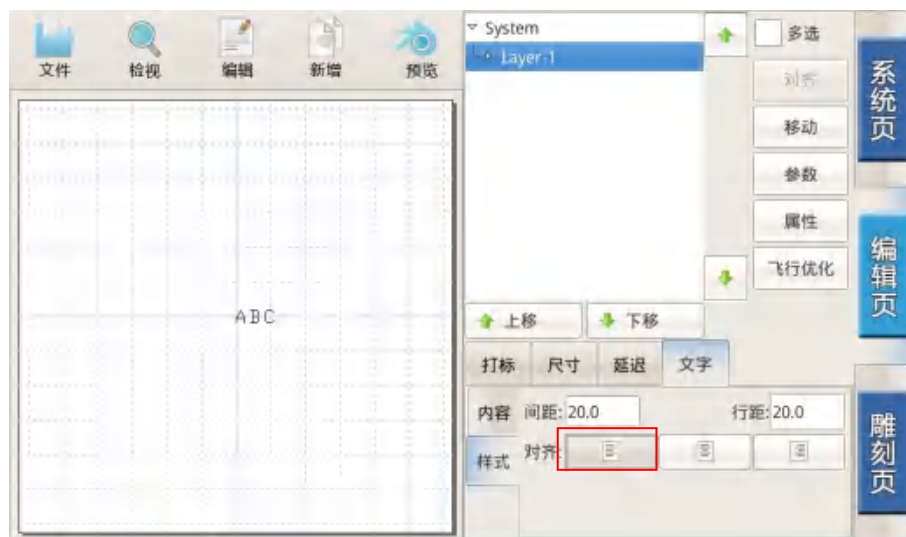 文件 检视 编辑 新增 预览
ABC
System
Layer-1
多选
对齐
移动
参数
属性
飞行优化
上移 下移
打标 尺寸 延迟 文字
内容 间距: 20.0 行距: 20.0
样式 对齐:
系统页
编辑页
雕刻页